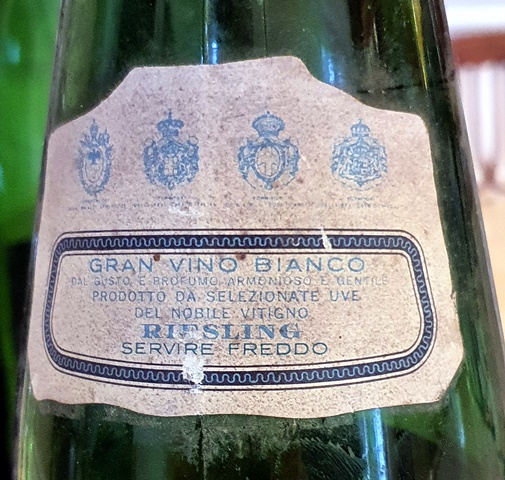 GRAN VINO BIANCO
DAL GUSTO E PROFUMO ARMONIOSO E GENTILE
PRODOTTO DA SELEZIONATE UVE
DEL NOBILE VITIGNO
RIESLING
SERVIRE FREDDO